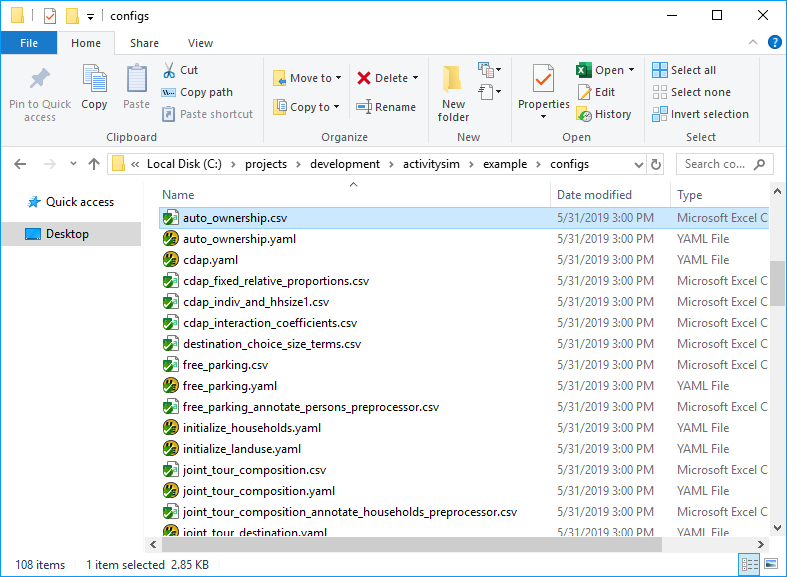 configs
File Home Share View
Pin to Quick access
Copy
Paste
Cut
Copy path
Paste shortcut
Clipboard
Move to
Copy to
Delete
Rename
Organize
New folder
New
Properties
Open
Edit
History
Open
Select all
Select none
Invert selection
Select
« Local Disk (C:) > projects > development > activitysim > example > configs
Search co...
Quick access
Desktop
Name Date modified Type
auto_ownership.csv 5/31/2019 3:00 PM Microsoft Excel C
auto_ownership.yaml 5/31/2019 3:00 PM YAML File
cdap.yaml 5/31/2019 3:00 PM YAML File
cdap_fixed_relative_proportions.csv 5/31/2019 3:00 PM Microsoft Excel C
cdap_indiv_and_hhsize1.csv 5/31/2019 3:00 PM Microsoft Excel C
cdap_interaction_coefficients.csv 5/31/2019 3:00 PM Microsoft Excel C
destination_choice_size_terms.csv 5/31/2019 3:00 PM Microsoft Excel C
free_parking.csv 5/31/2019 3:00 PM Microsoft Excel C
free_parking.yaml 5/31/2019 3:00 PM YAML File
free_parking_annotate_persons_preprocessor.csv 5/31/2019 3:00 PM Microsoft Excel C
initialize_households.yaml 5/31/2019 3:00 PM YAML File
initialize_landuse.yaml 5/31/2019 3:00 PM YAML File
joint_tour_composition.csv 5/31/2019 3:00 PM Microsoft Excel C
joint_tour_composition.yaml 5/31/2019 3:00 PM YAML File
joint_tour_composition_annotate_households_preprocessor.csv 5/31/2019 3:00 PM Microsoft Excel C
joint_tour_destination.yaml 5/31/2019 3:00 PM YAML File
108 items 1 item selected 2.85 KB